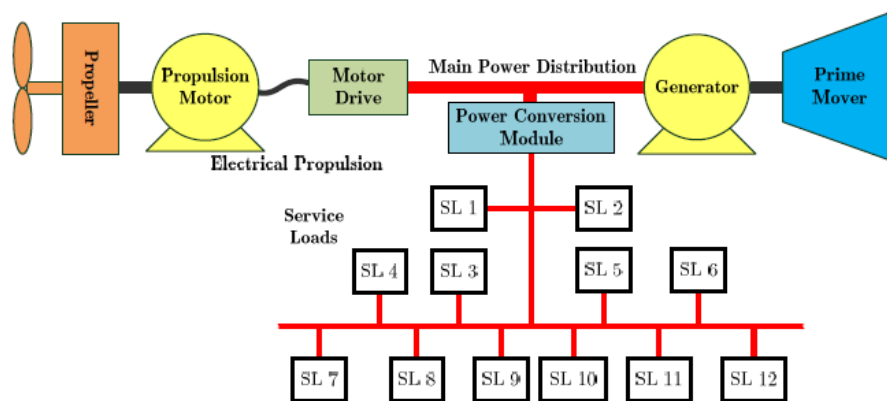 Propeller
Propulsion
Motor
Motor
Drive
Main Power Distribution
Generator
Prime
Mover
Power Conversion
Module
Electrical Propulsion
Service
Loads
SL 1
SL 2
SL 4
SL 3
SL 5
SL 6
SL 7
SL 8
SL 9
SL 10
SL 11
SL 12